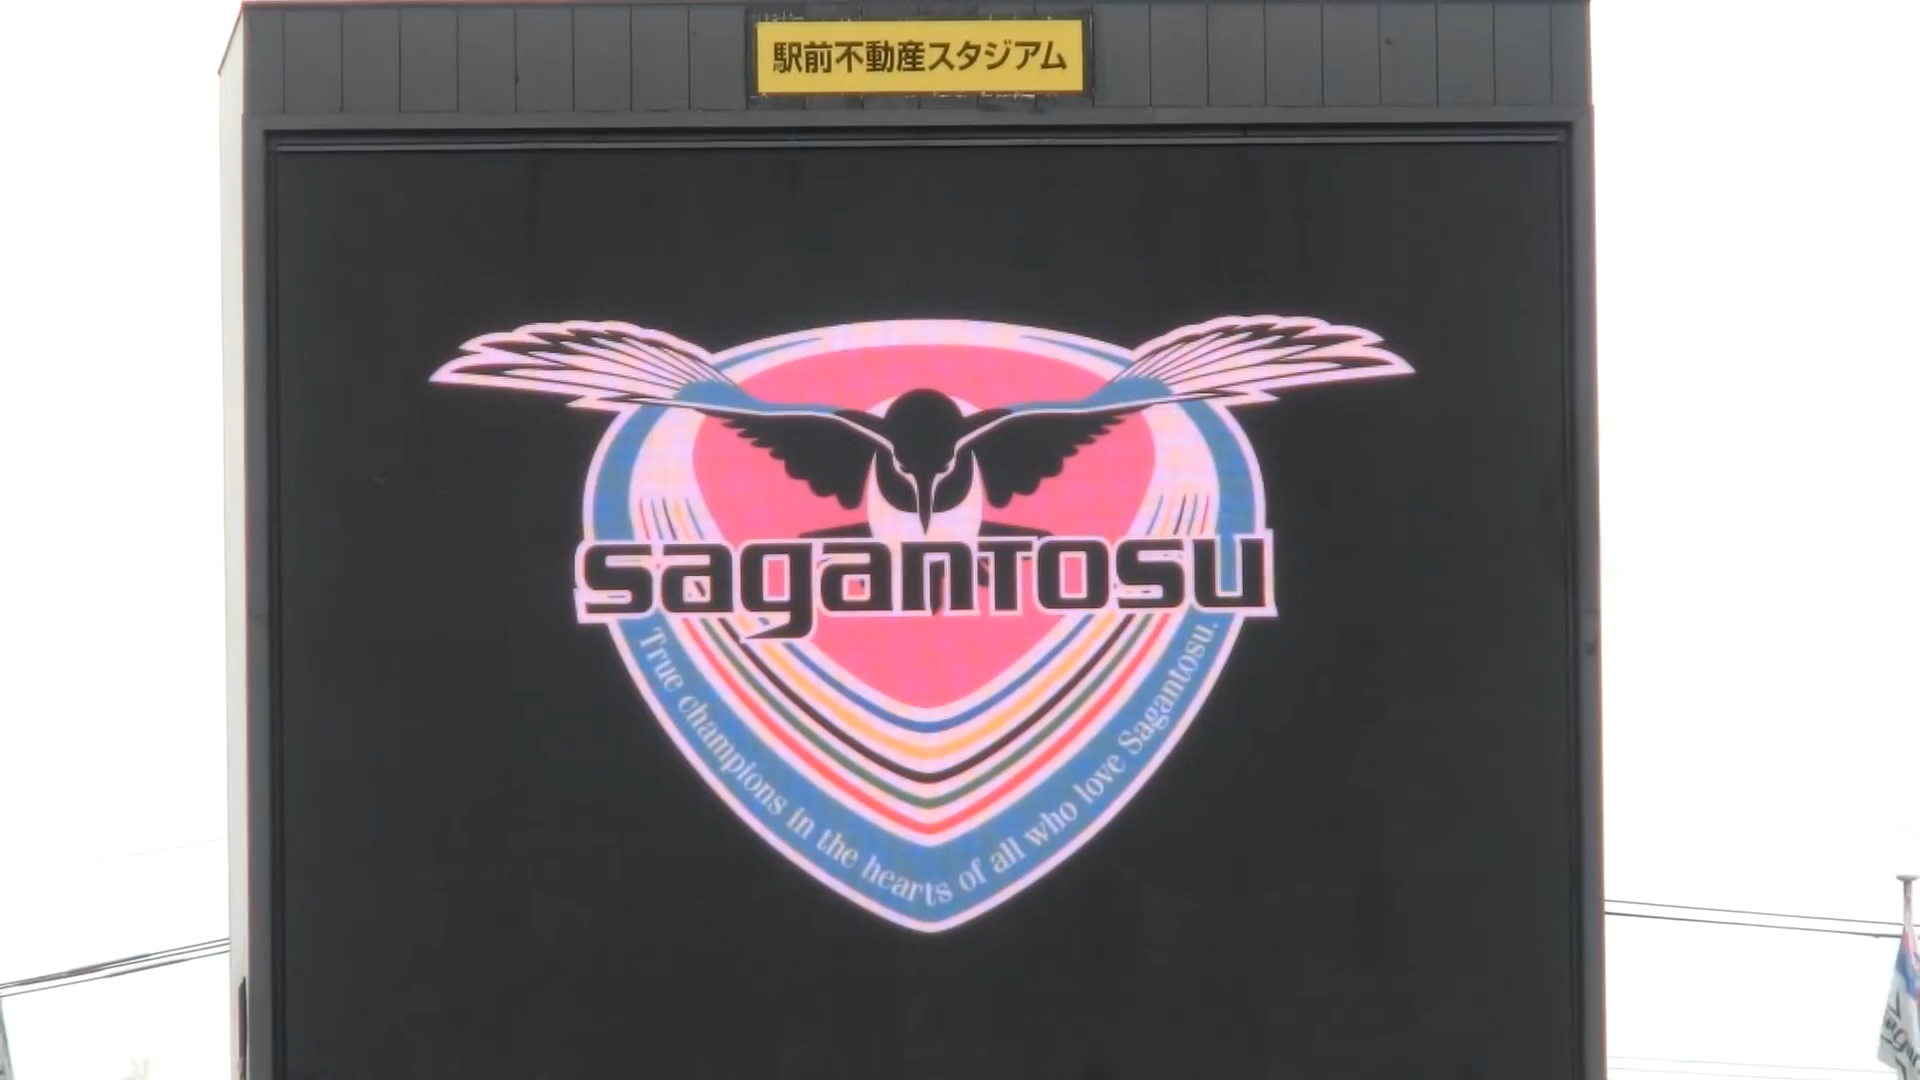 駅前不動産スタジアム
sagantosu
True champions in the hearts of all who love Sagantosu.